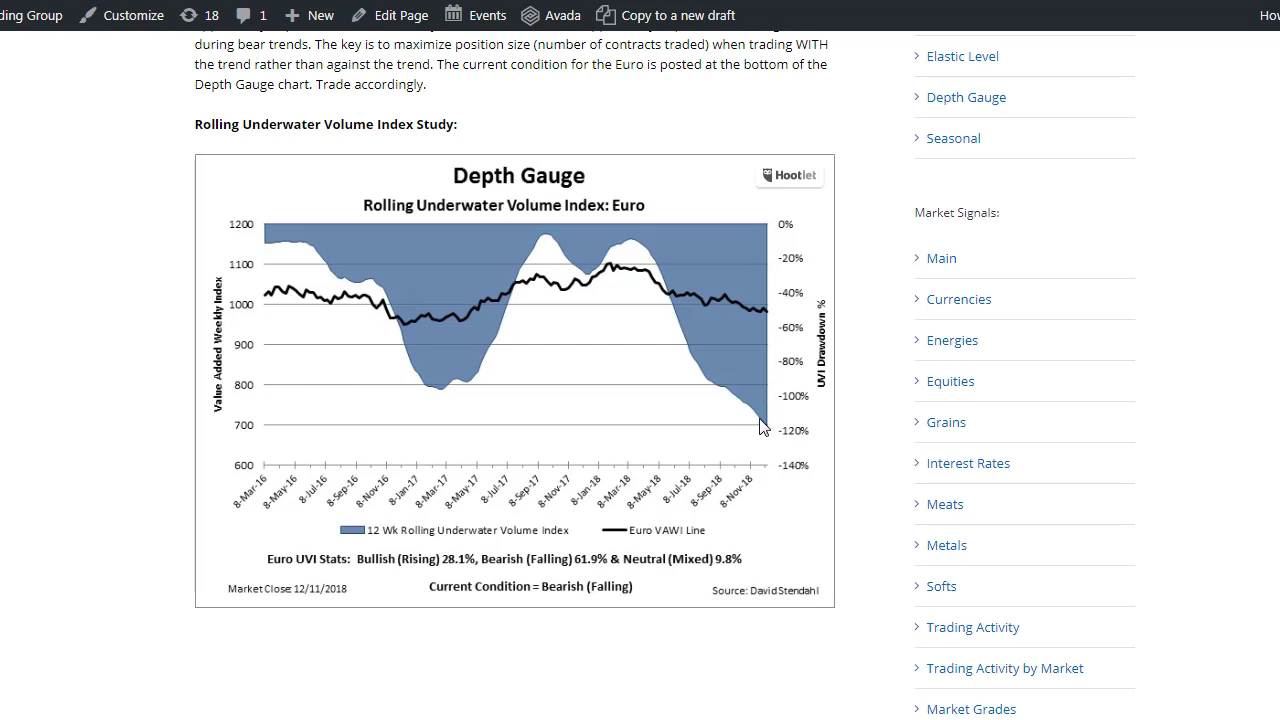 ding Group Customize 18 1 New Edit Page Events Avada Copy to a new draft
during bear trends. The key is to maximize position size (number of contracts traded) when trading WITH
the trend rather than against the trend. The current condition for the Euro is posted at the bottom of the
Depth Gauge chart. Trade accordingly.
Rolling Underwater Volume Index Study:
Depth Gauge
Hootlet
Rolling Underwater Volume Index: Euro
1200
1100
1000
900
800
700
600
Value Added Weekly Index
0%
-20%
-40%
-60%
-80%
-100%
-120%
-140%
UVI Drawdown %
8-Mar-16
8-May-16
8-Jul-16
8-Sep-16
8-Nov-16
8-Jan-17
8-Mar-17
8-May-17
8-Jul-17
8-Sep-17
8-Nov-17
8-Jan-18
8-Mar-18
8-May-18
8-Jul-18
8-Sep-18
8-Nov-18
12 Wk Rolling Underwater Volume Index
Euro VAWI Line
Euro UVI Stats: Bullish (Rising) 28.1%, Bearish (Falling) 61.9% & Neutral (Mixed) 9.8%
Market Close: 12/11/2018
Current Condition = Bearish (Falling)
Source: David Stendahl
Elastic Level
Depth Gauge
Seasonal
Market Signals:
Main
Currencies
Energies
Equities
Grains
Interest Rates
Meats
Metals
Softs
Trading Activity
Trading Activity by Market
Market Grades